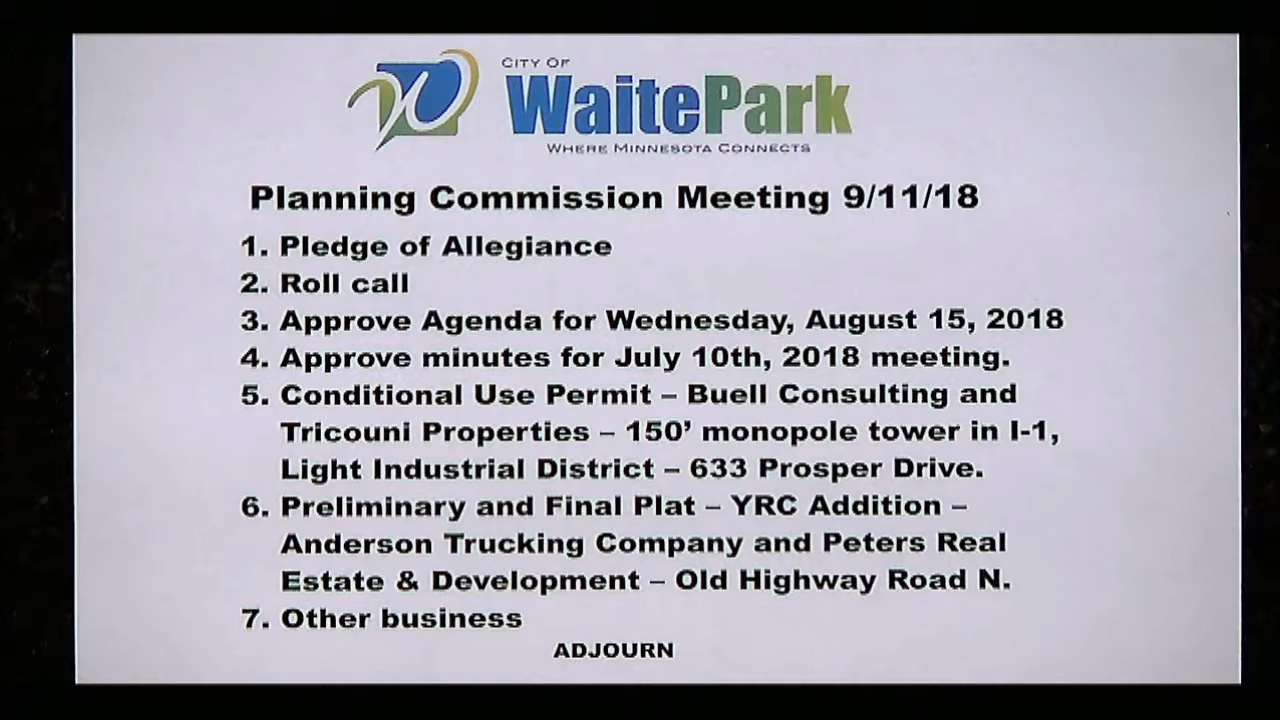 CITY OF
WaitePark
WHERE MINNESOTA CONNECTS
Planning Commission Meeting 9/11/18
1. Pledge of Allegiance
2. Roll call
3. Approve Agenda for Wednesday, August 15, 2018
4. Approve minutes for July 10th, 2018 meeting.
5. Conditional Use Permit – Buell Consulting and
Tricouni Properties – 150’ monopole tower in I-1,
Light Industrial District – 633 Prosper Drive.
6. Preliminary and Final Plat – YRC Addition –
Anderson Trucking Company and Peters Real
Estate & Development – Old Highway Road N.
7. Other business
ADJOURN